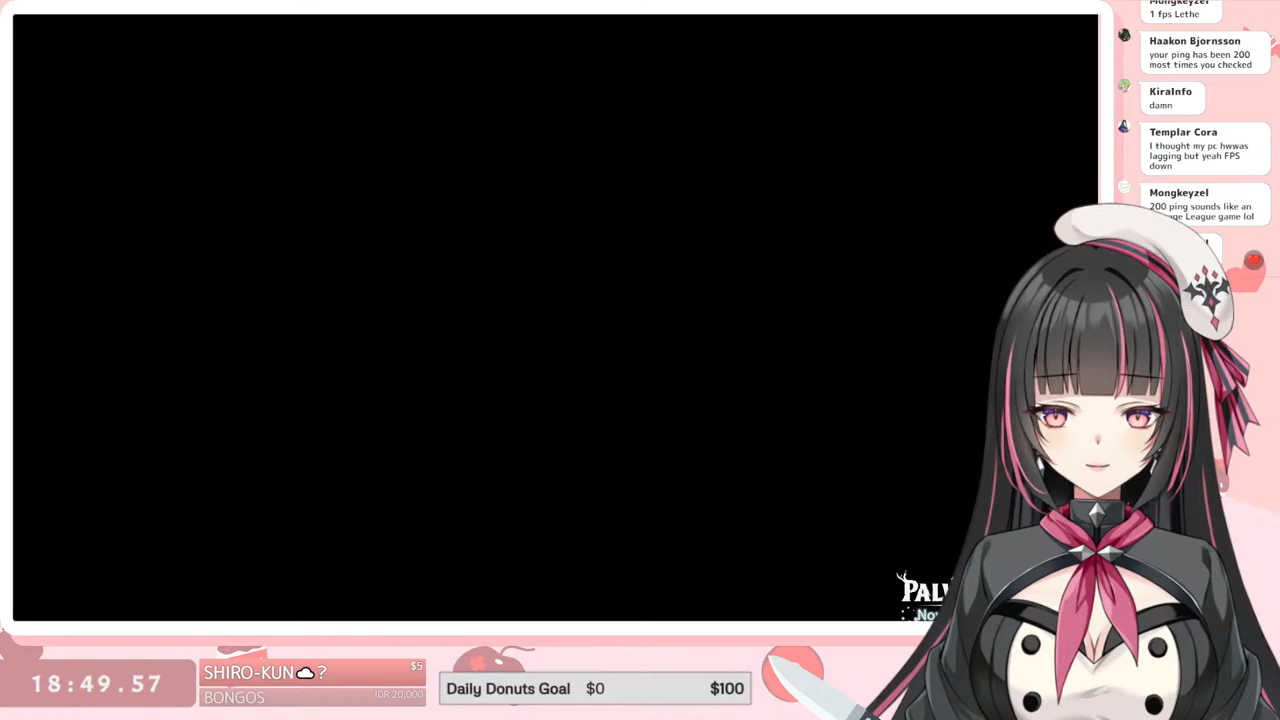 Mongkeyzel
1 fps Lethe
Haakon Bjornsson
your ping has been 200
most times you checked
KiraInfo
damn
Templar Cora
I thought my pc hwwas
lagging but yeah FPS
down
Mongkeyzel
200 ping sounds like an
League game lol
18:49.57
SHIRO-KUN☁?
$5
BONGOS
IDR 20,000
Daily Donuts Goal $0 $100